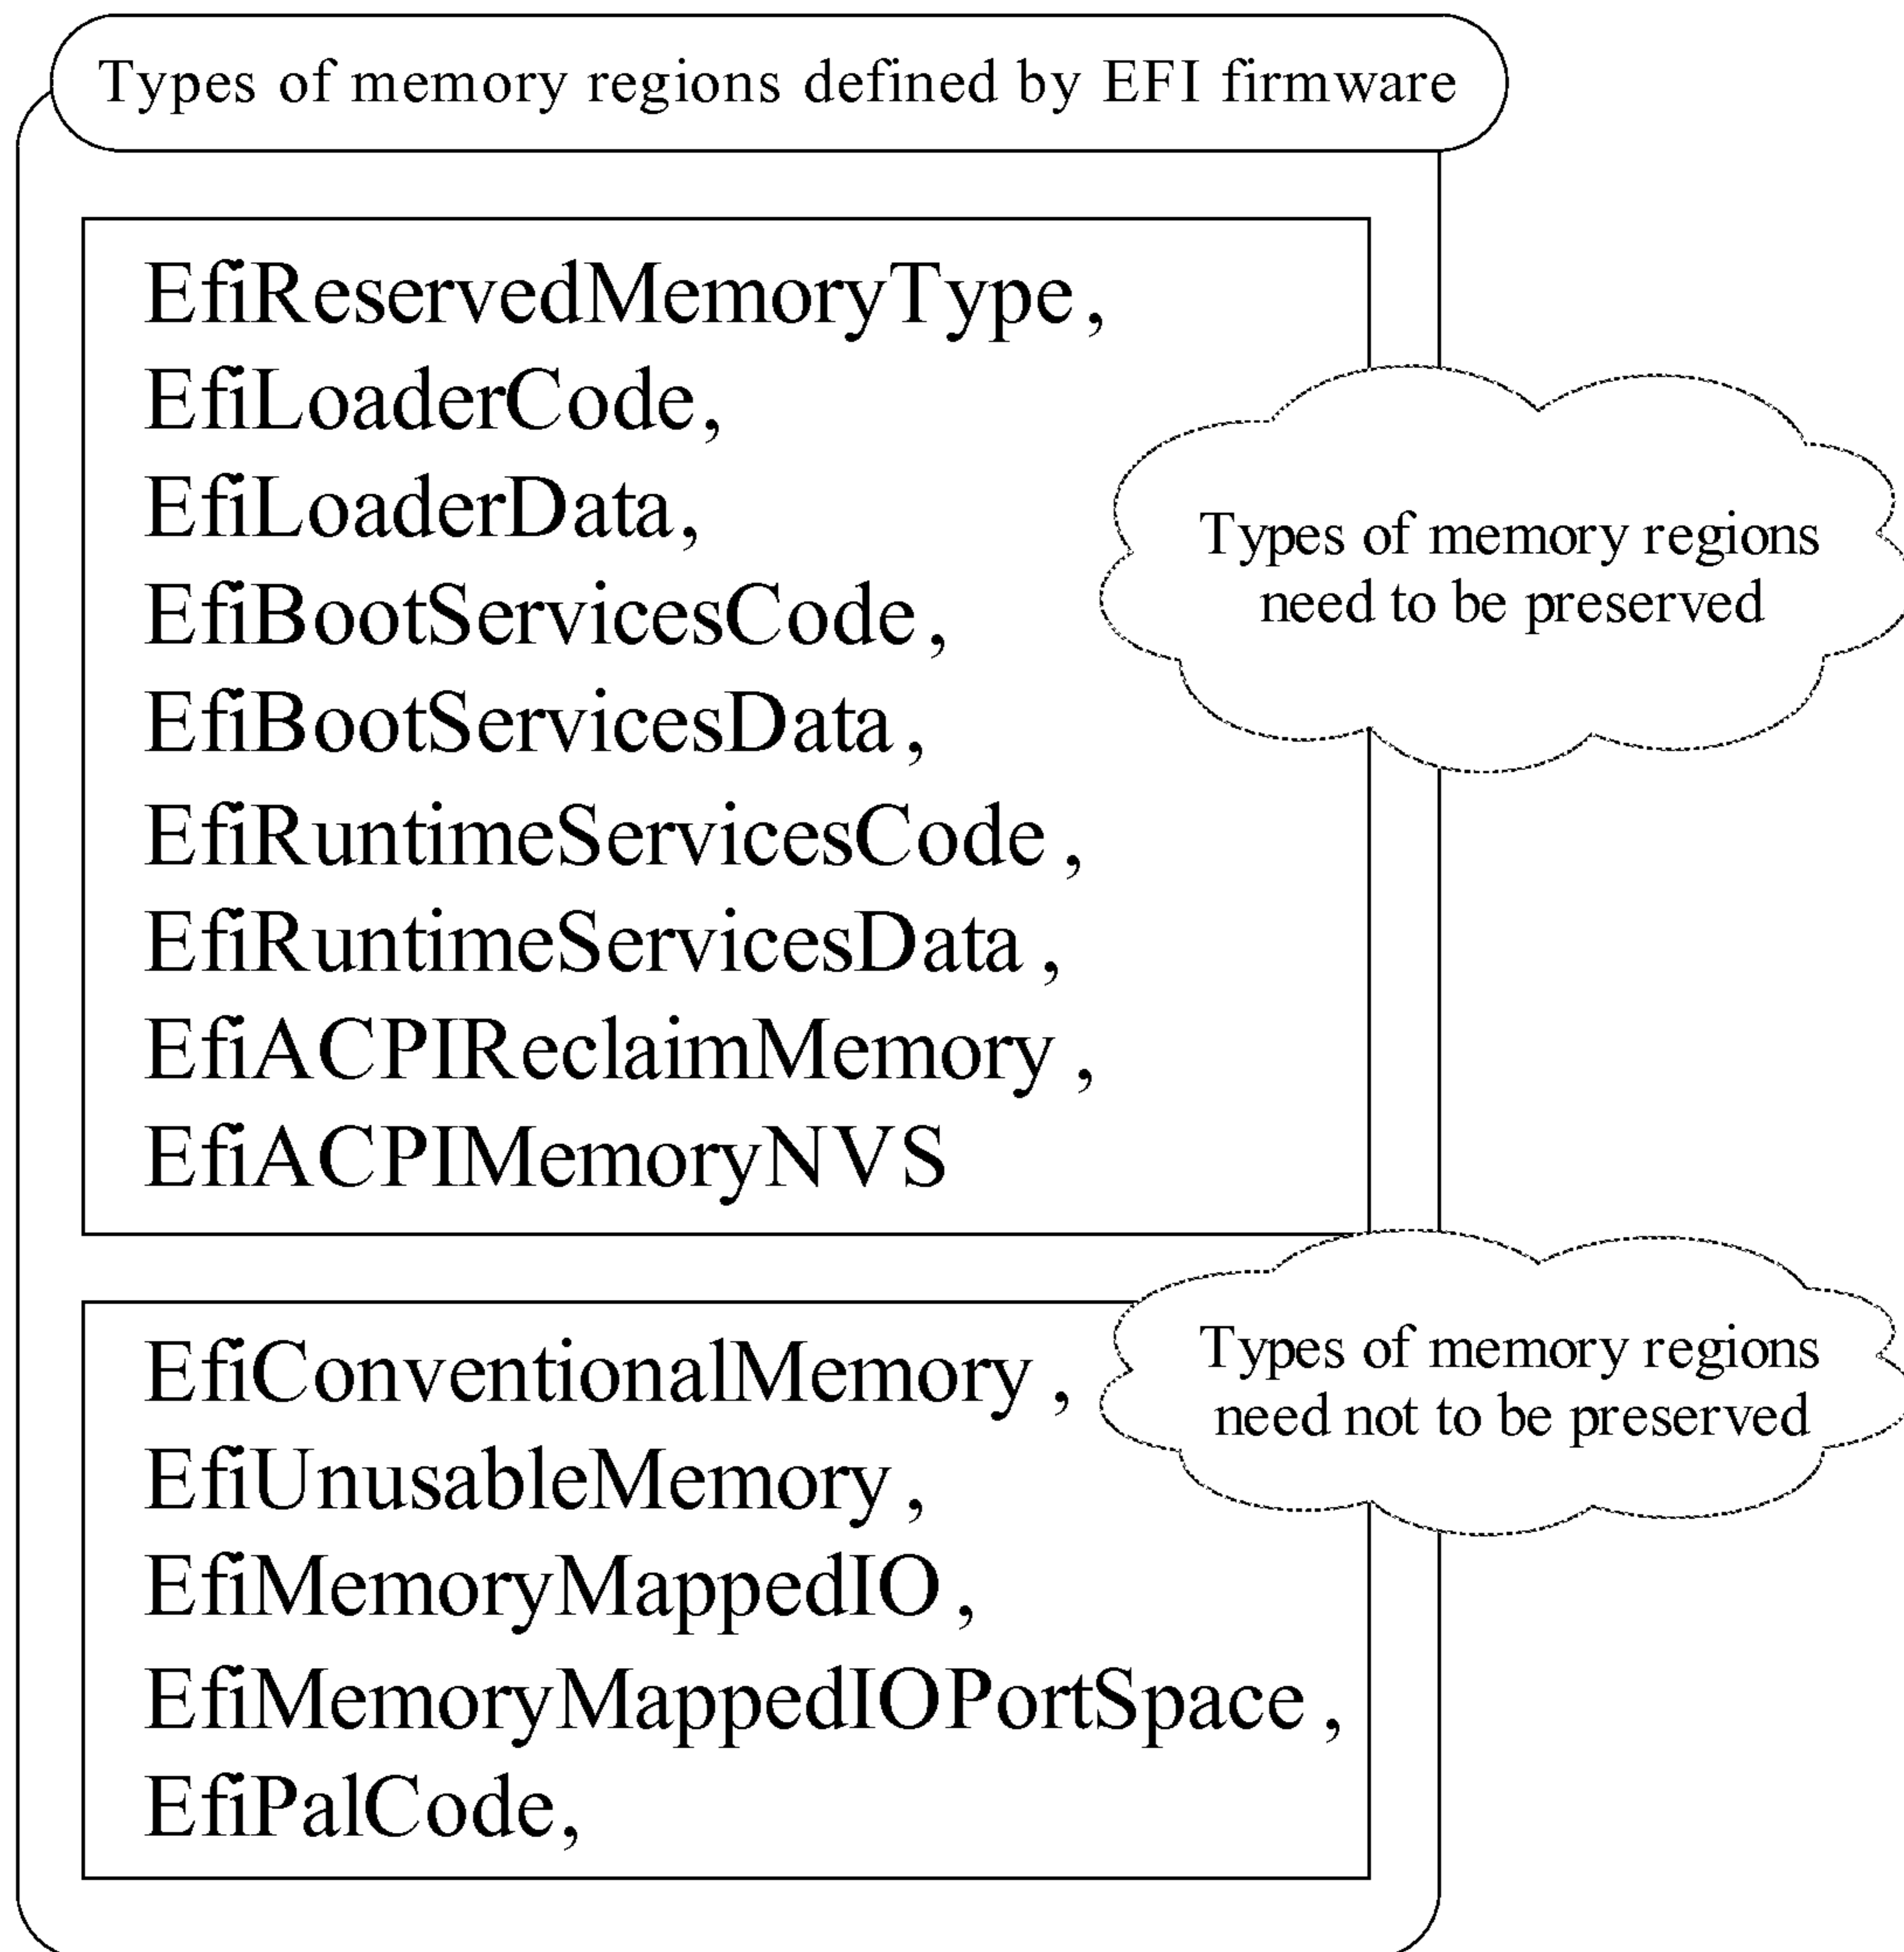 Types of memory regions defined by EFI firmware
EfiReservedMemoryType,
EfiLoaderCode,
EfiLoaderData,
EfiBootServicesCode,
EfiBootServicesData,
EfiRuntimeServicesCode,
EfiRuntimeServicesData,
EfiACPIReclaimMemory,
EfiACPIMemoryNVS
Types of memory regions
need to be preserved
EfiConventionalMemory,
EfiUnusableMemory,
EfiMemoryMappedIO,
EfiMemoryMappedIOPortSpace,
EfiPalCode,
Types of memory regions
need not to be preserved